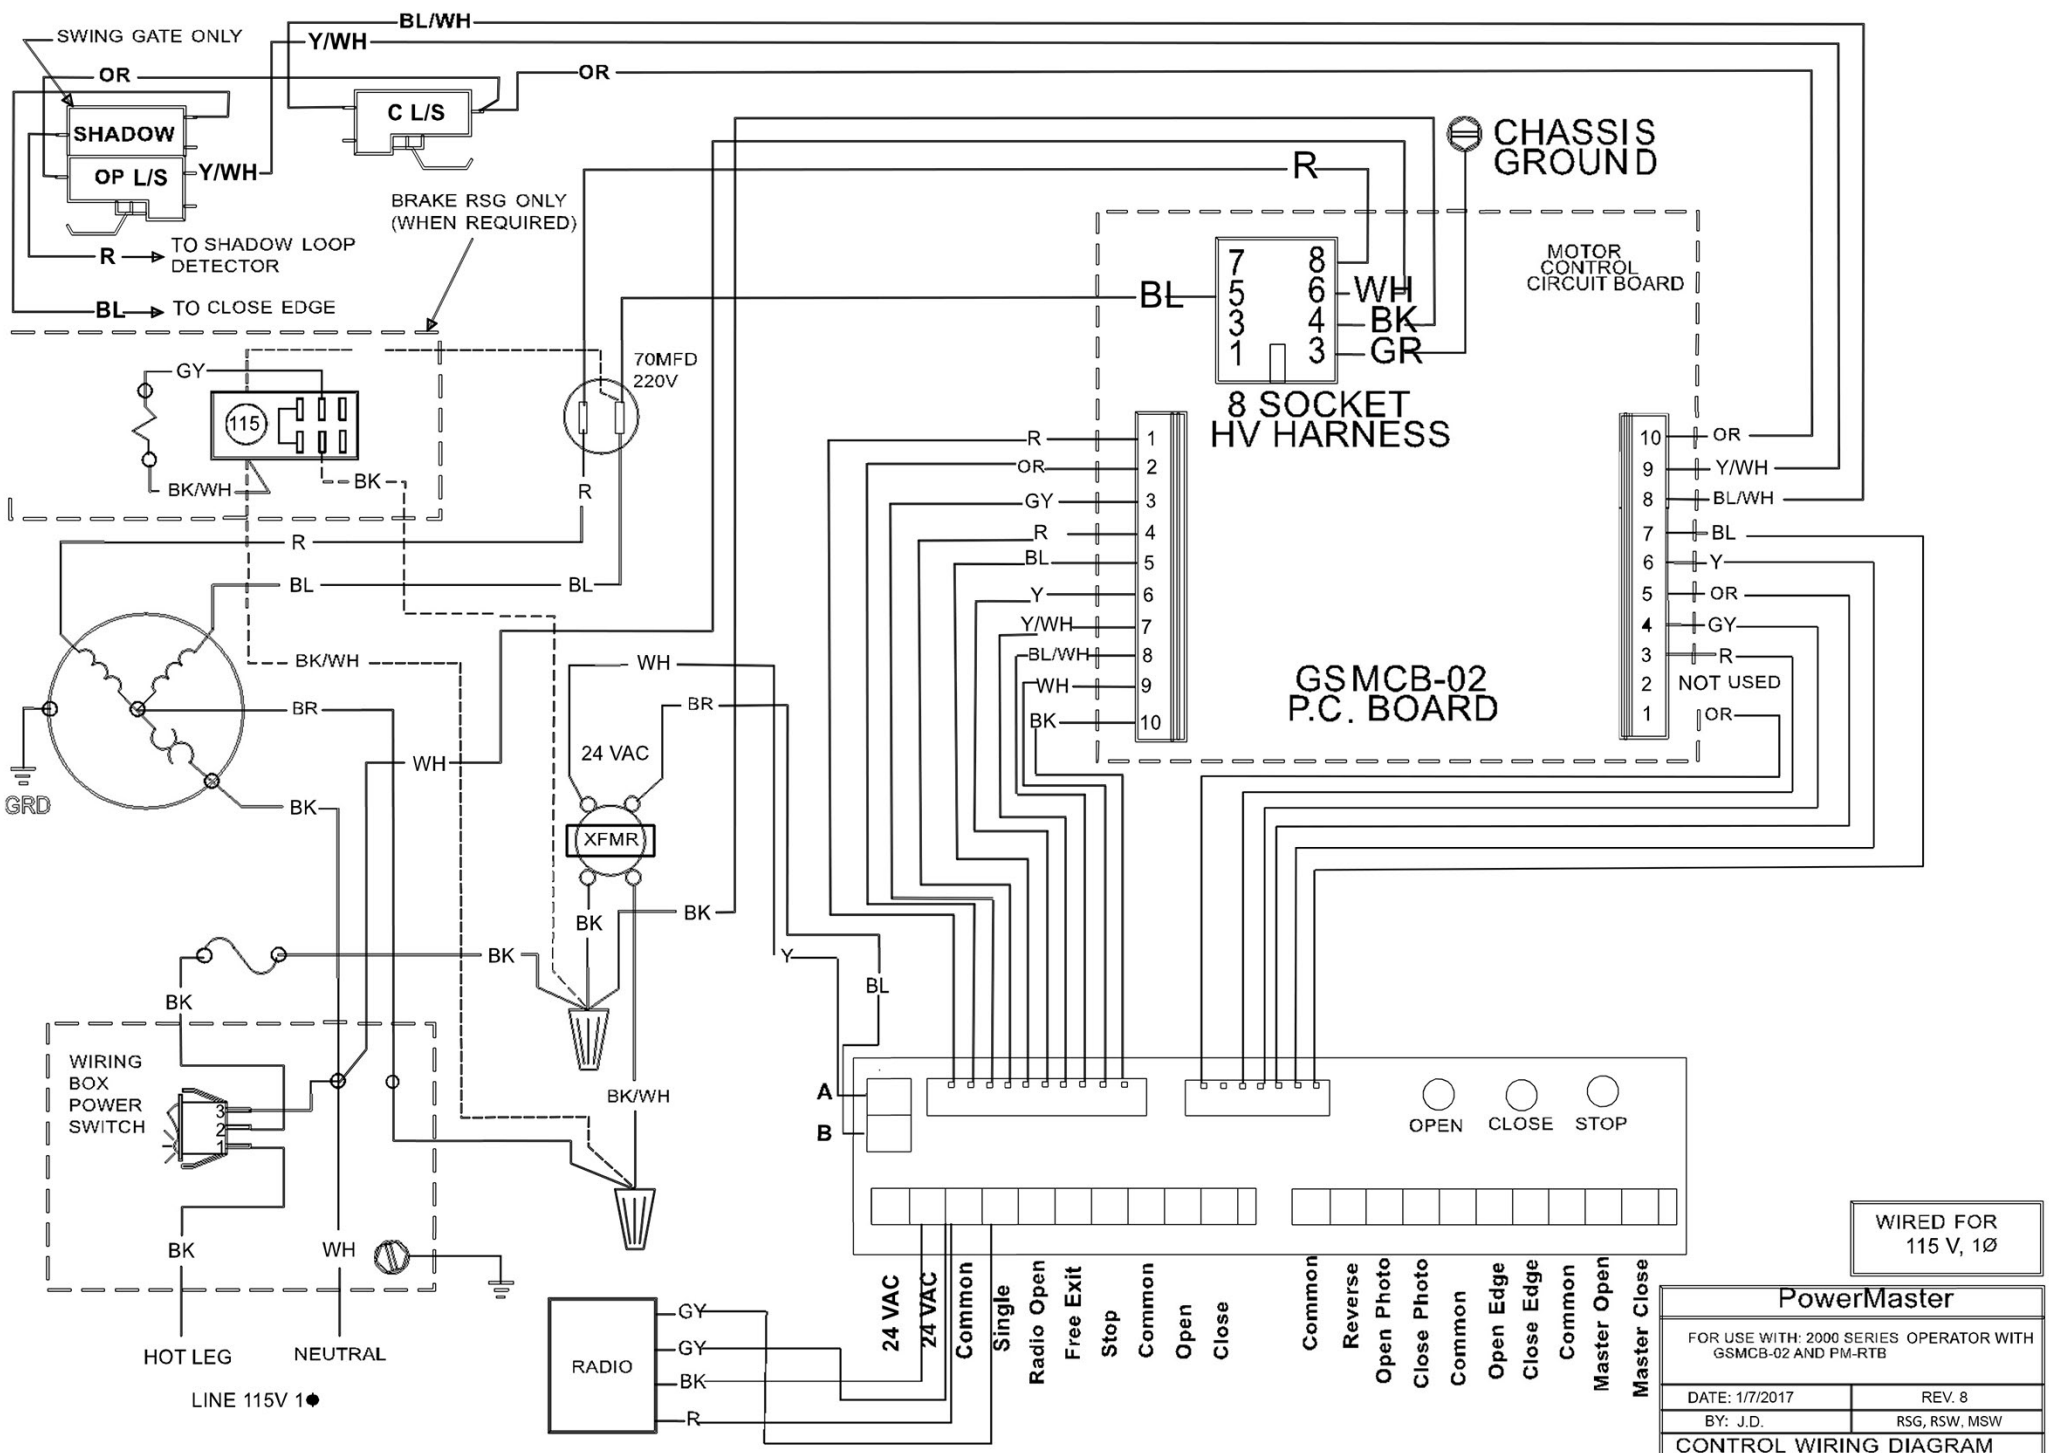 BL/WH
SWING GATE ONLY
Y/WH
OR
OR
C L/S
SHADOW
OP L/S
Y/WH
CHASSIS
GROUND
R
BRAKE RSG ONLY
(WHEN REQUIRED)
R
TO SHADOW LOOP
DETECTOR
BL
TO CLOSE EDGE
MOTOR
CONTROL
CIRCUIT BOARD
7 8
BL 5 6 WH
3 4 BK
1 3 GR
8 SOCKET
HV HARNESS
70MFD
220V
GY
115
BK/WH
BK
R
R
BL
BL
R 1
OR 2
GY 3
R 4
BL 5
Y 6
Y/WH 7
BL/WH 8
WH 9
BK 10
10 OR
9 Y/WH
8 BL/WH
7 BL
6 Y
5 OR
4 GY
3 R
2 NOT USED
1 OR
GSMCB-02
P.C. BOARD
BK/WH
WH
BR
BR
24 VAC
WH
GRD
BK
XFMR
BK
BK
BK
Y
BL
BK
WIRING
BOX
POWER
SWITCH
3
2
1
BK/WH
A
B
OPEN
CLOSE
STOP
BK
WH
HOT LEG
NEUTRAL
LINE 115V 1
24 VAC
24 VAC
Common
Single
Radio Open
Free Exit
Stop
Common
Open
Close
Common
Reverse
Open Photo
Close Photo
Common
Open Edge
Close Edge
Common
Master Open
Master Close
RADIO
GY
GY
BK
R
WIRED FOR
115 V, 1Ø
PowerMaster
FOR USE WITH: 2000 SERIES OPERATOR WITH
GSMCB-02 AND PM-RTB
DATE: 1/7/2017
REV. 8
BY: J.D.
RSG, RSW, MSW
CONTROL WIRING DIAGRAM